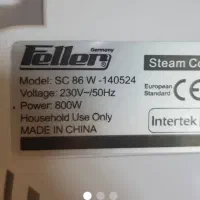 Feller
Germany
Steam Co
Model: SC 86 W -140524
Voltage: 230V~/50Hz
Power: 800W
Household Use Only
MADE IN CHINA
European
Standard
CE
Intertek